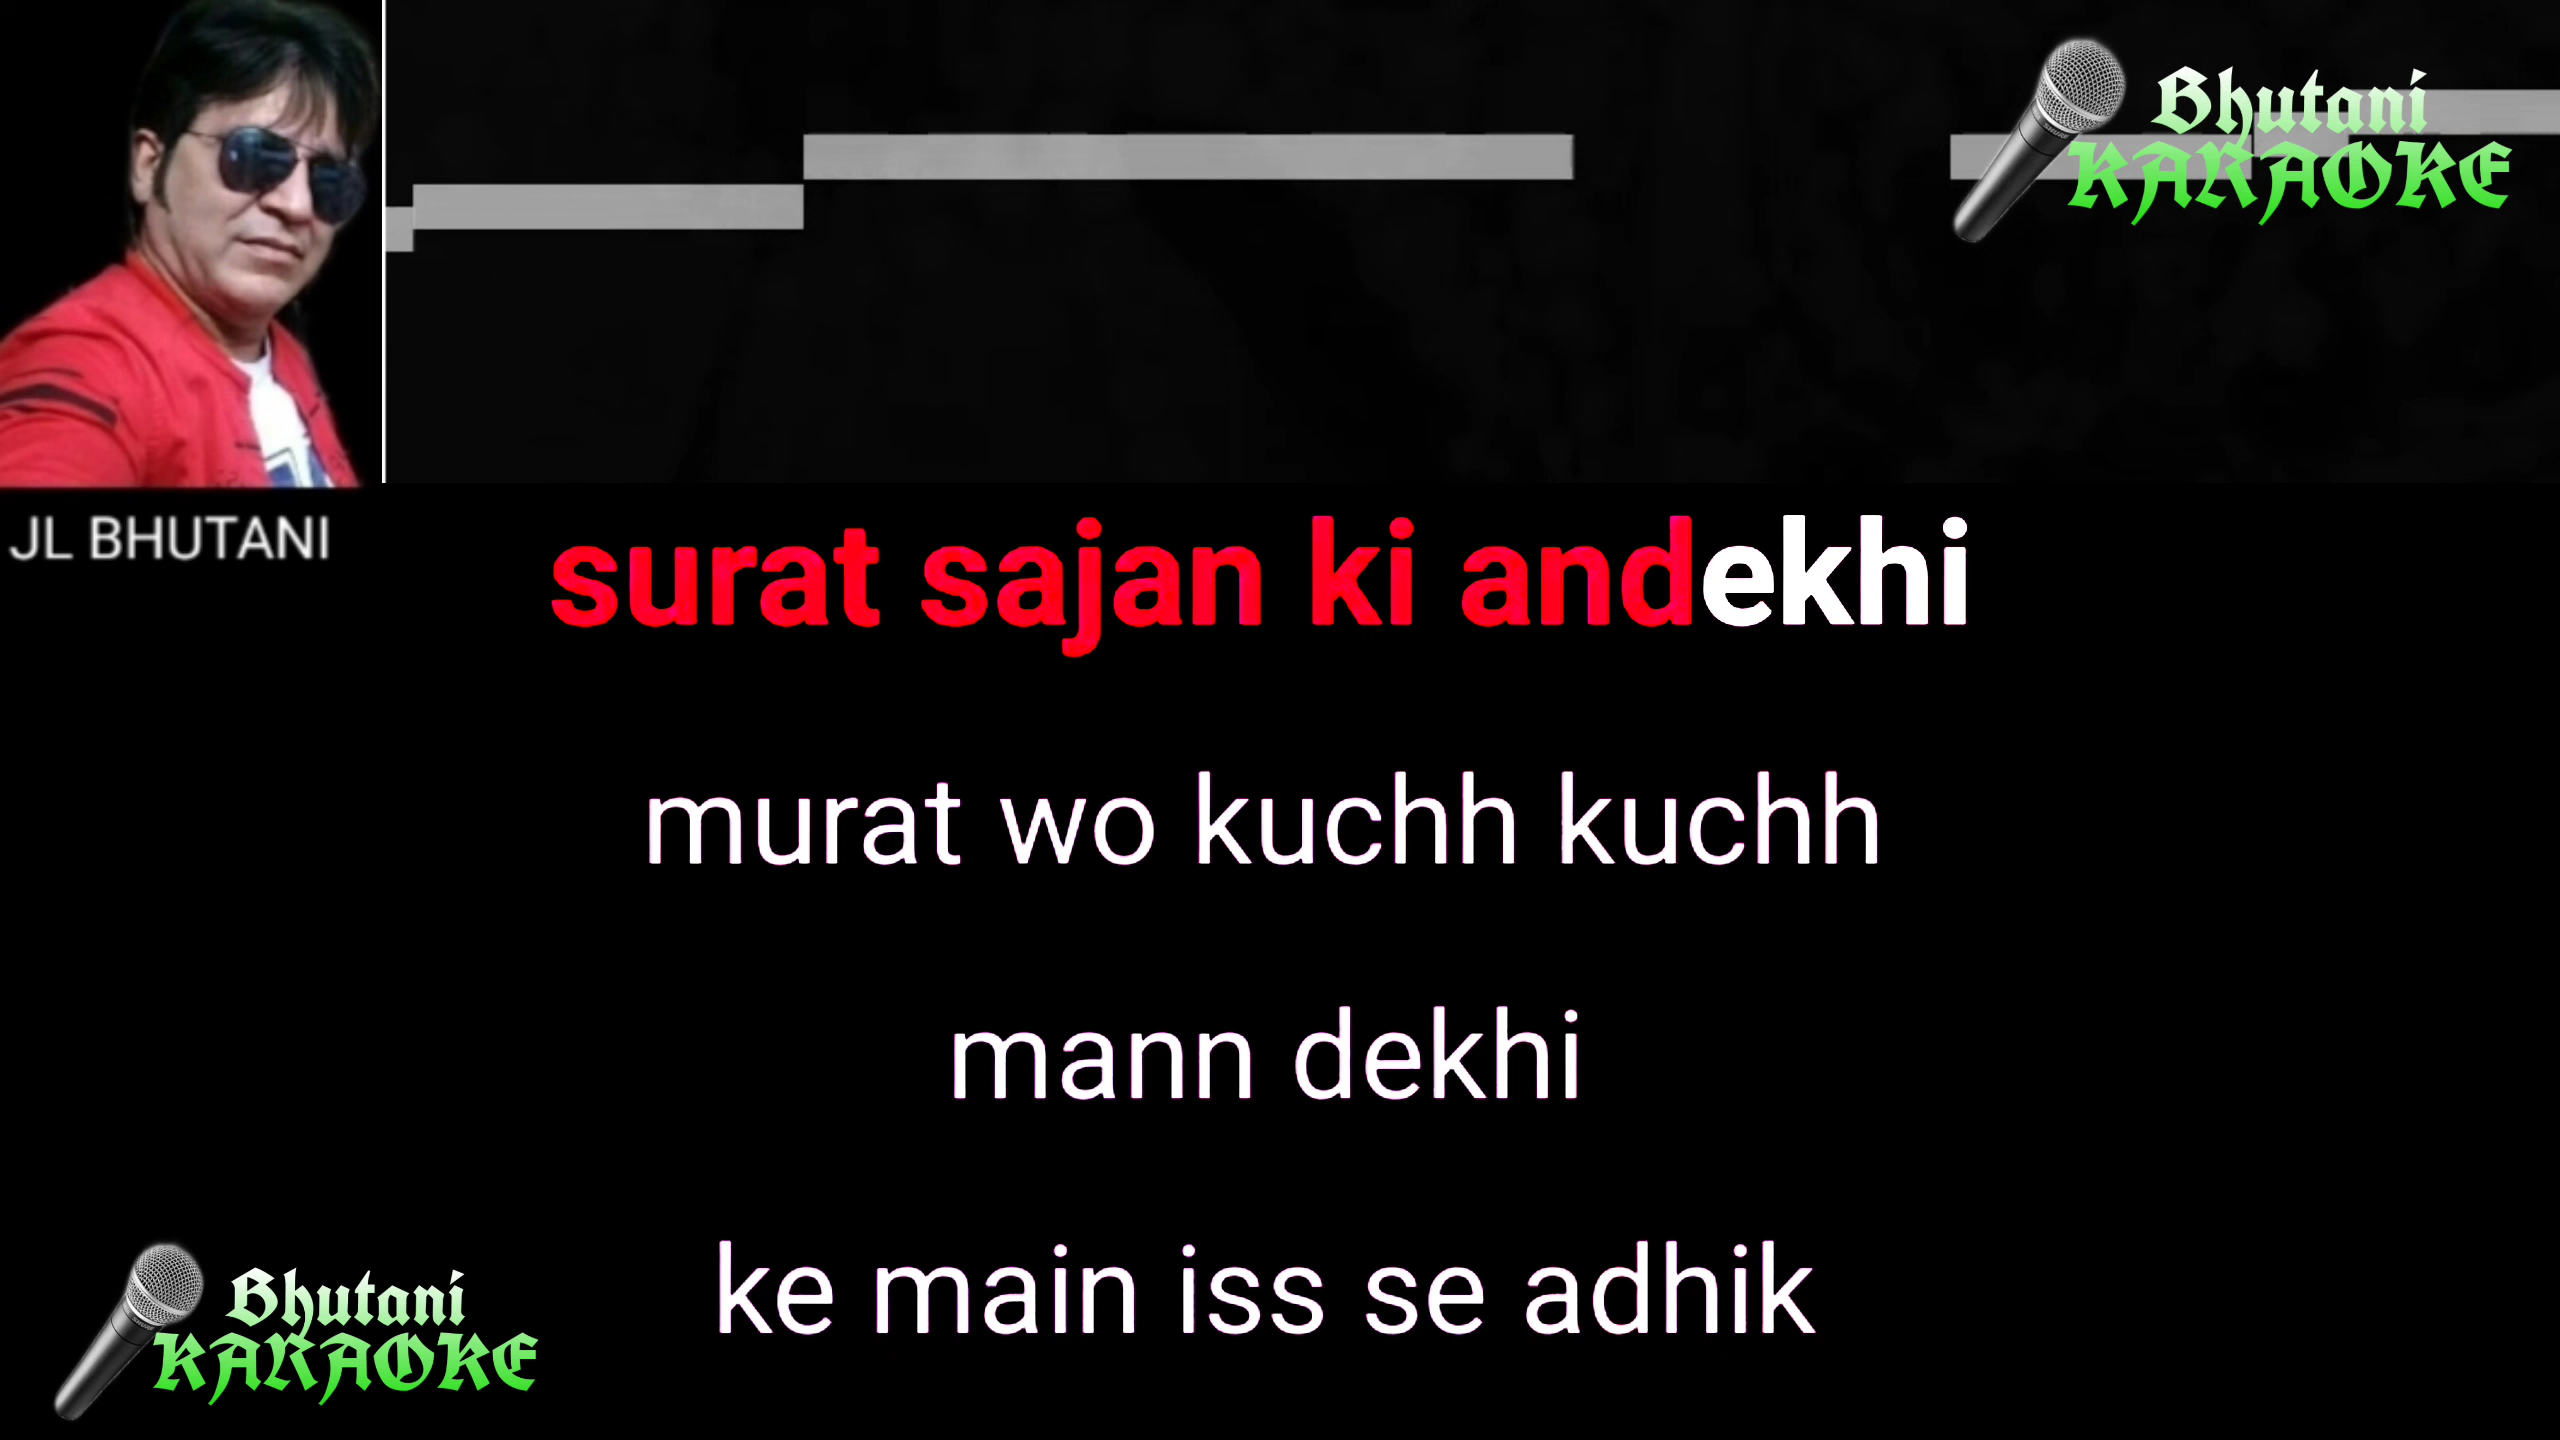 Bhutani
KARAOKE
JL BHUTANI
surat sajan ki andekhi
murat wo kuchh kuchh
mann dekhi
ke main iss se adhik
Bhutani
KARAOKE